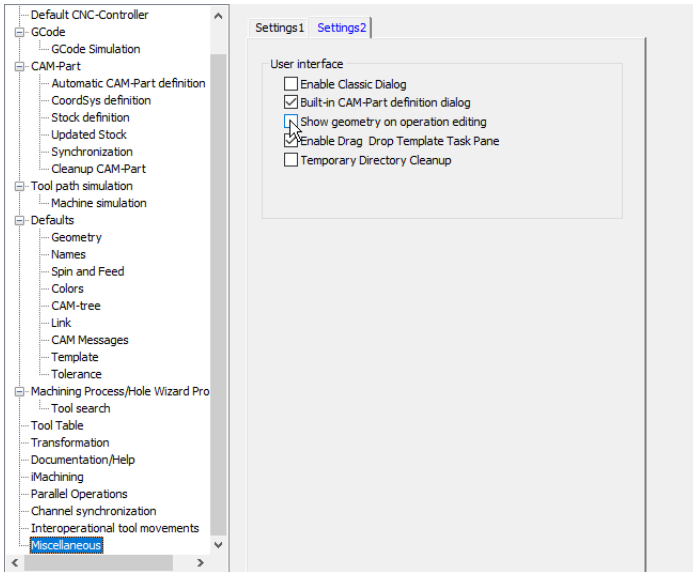 Default CNC-Controller
GCode
GCode Simulation
CAM-Part
Automatic CAM-Part definition
CoordSys definition
Stock definition
Updated Stock
Synchronization
Cleanup CAM-Part
Tool path simulation
Machine simulation
Defaults
Geometry
Names
Spin and Feed
Colors
CAM-tree
Link
CAM Messages
Template
Tolerance
Machining Process/Hole Wizard Pro
Tool search
Tool Table
Transformation
Documentation/Help
iMachining
Parallel Operations
Channel synchronization
Interoperational tool movements
Miscellaneous
Settings1 Settings2
User interface
Enable Classic Dialog
Built-in CAM-Part definition dialog
Show geometry on operation editing
Enable Drag Drop Template Task Pane
Temporary Directory Cleanup